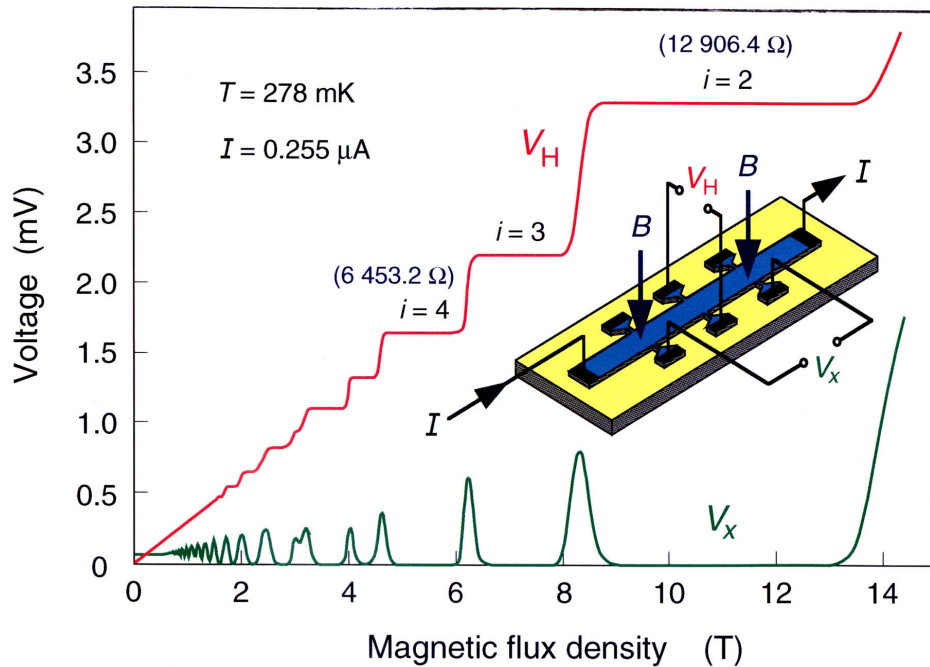 (12 906.4 Ω)
3.5
T = 278 mK
i = 2
3.0
I = 0.255 µA
V_H
2.5
V_H
B
I
B
i = 3
2.0
(6 453.2 Ω)
i = 4
1.5
V_x
1.0
I
0.5
V_x
0
0 2 4 6 8 10 12 14
Voltage (mV)
Magnetic flux density (T)